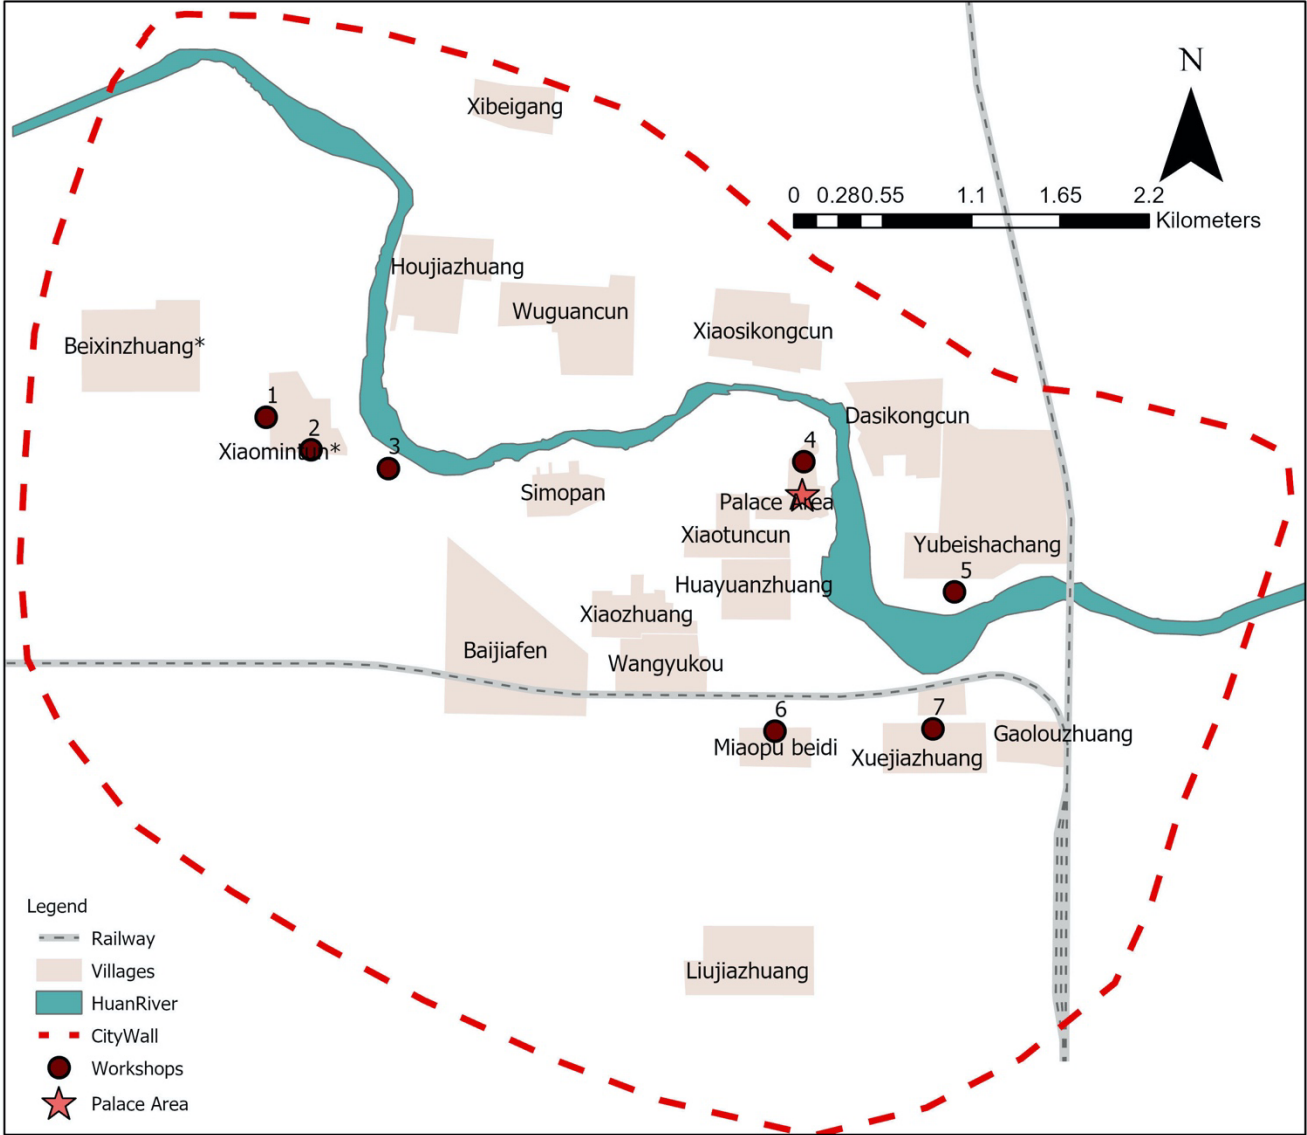 N
Xibeigang
0 0.28 0.55 1.1 1.65 2.2
Kilometers
Houjiazhuang
Wuguancun
Xiaosikongcun
Beixinzhuang*
1
2
Xiaomintun*
3
Dasikongcun
4
Simopan
Palace Area
Xiaotuncun
Yubeishachang
5
Huayuanzhuang
Xiaozhuang
Baijiafen
Wangyukou
6
7
Miaopu beidi
Xuejiazhuang
Gaolouzhuang
Liujiazhuang
Legend
Railway
Villages
HuanRiver
CityWall
Workshops
Palace Area